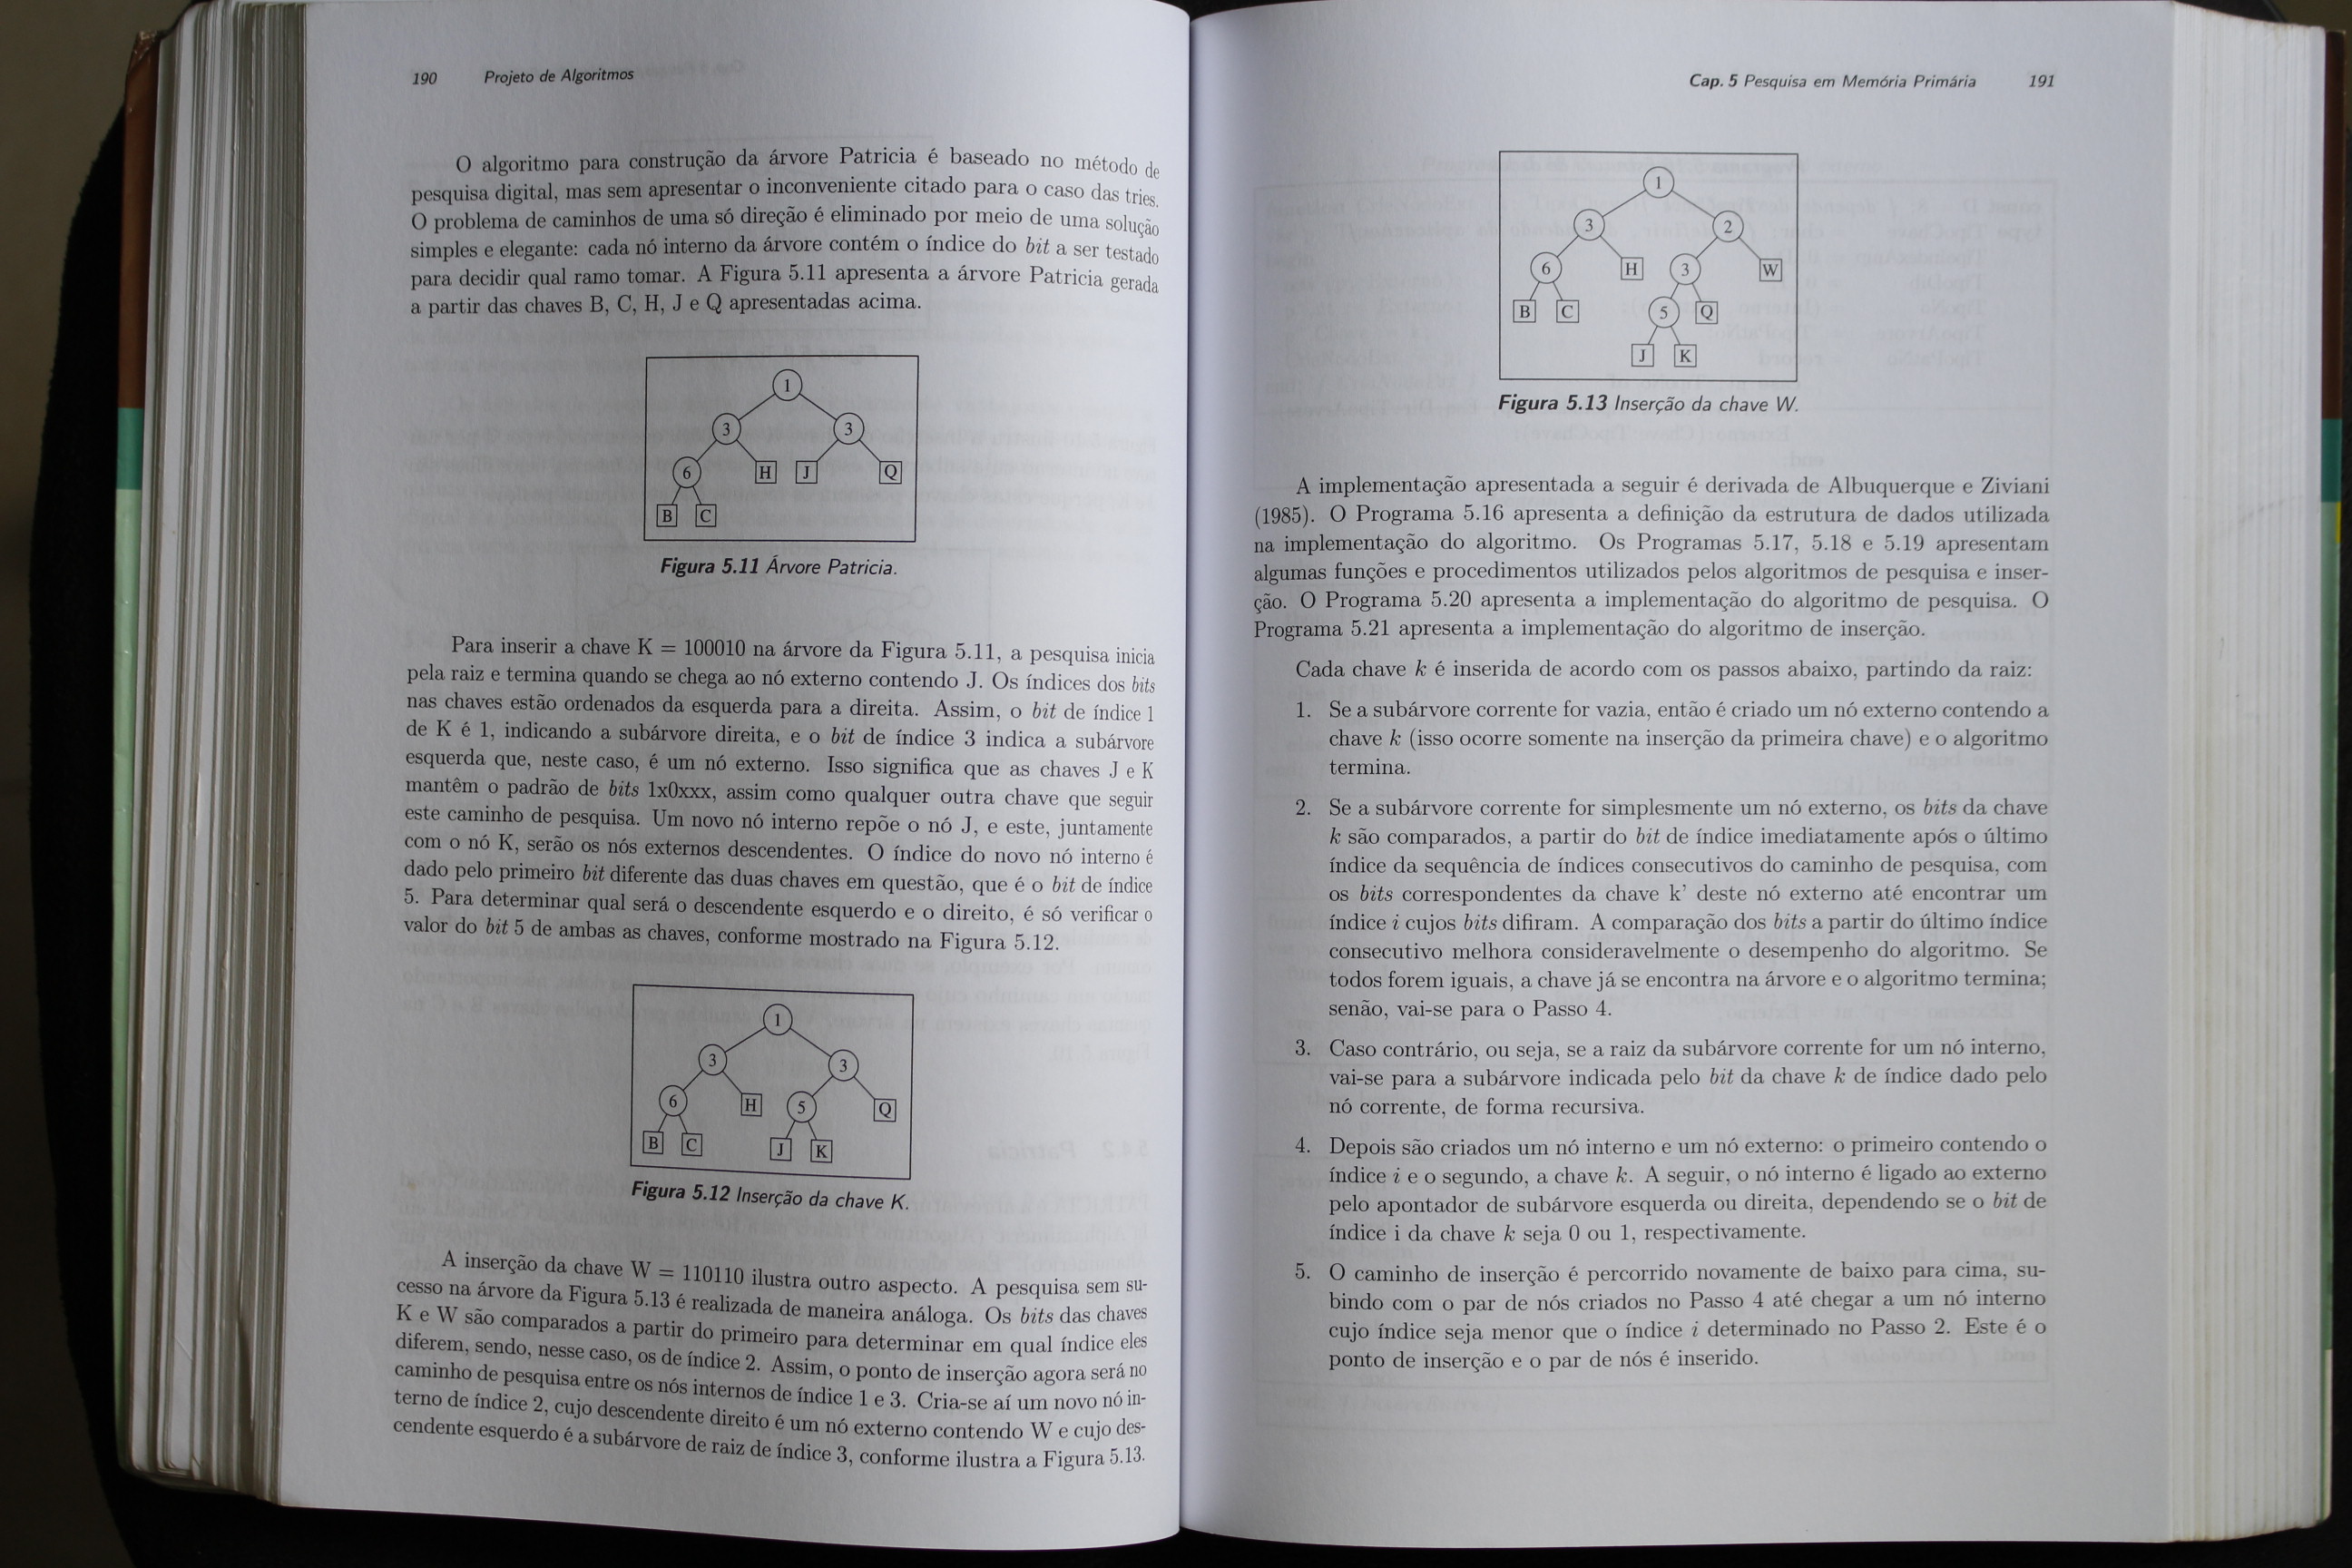 190 Projeto de Algoritmos
O algoritmo para construção da árvore Patricia é baseado no método de
pesquisa digital, mas sem apresentar o inconveniente citado para o caso das tries.
O problema de caminhos de uma só direção é eliminado por meio de uma solução
simples e elegante: cada nó interno da árvore contém o índice do bit a ser testado
para decidir qual ramo tomar. A Figura 5.11 apresenta a árvore Patricia gerada
a partir das chaves B, C, H, J e Q apresentadas acima.
1
3 3
6 H J Q
B C
Figura 5.11 Árvore Patricia.
Para inserir a chave K = 100010 na árvore da Figura 5.11, a pesquisa inicia
pela raiz e termina quando se chega ao nó externo contendo J. Os índices dos bits
nas chaves estão ordenados da esquerda para a direita. Assim, o bit de índice 1
de K é 1, indicando a subárvore direita, e o bit de índice 3 indica a subárvore
esquerda que, neste caso, é um nó externo. Isso significa que as chaves J e K
mantêm o padrão de bits 1x0xxx, assim como qualquer outra chave que seguir
este caminho de pesquisa. Um novo nó interno repõe o nó J, e este, juntamente
com o nó K, serão os nós externos descendentes. O índice do novo nó interno é
dado pelo primeiro bit diferente das duas chaves em questão, que é o bit de índice
5. Para determinar qual será o descendente esquerdo e o direito, é só verificar o
valor do bit 5 de ambas as chaves, conforme mostrado na Figura 5.12.
1
3 3
6 H 5 Q
B C J K
Figura 5.12 Inserção da chave K.
A inserção da chave W = 110110 ilustra outro aspecto. A pesquisa sem su-
cesso na árvore da Figura 5.13 é realizada de maneira análoga. Os bits das chaves
K e W são comparados a partir do primeiro para determinar em qual índice eles
diferem, sendo, nesse caso, os de índice 2. Assim, o ponto de inserção agora será no
caminho de pesquisa entre os nós internos de índice 1 e 3. Cria-se aí um novo nó in-
terno de índice 2, cujo descendente direito é um nó externo contendo W e cujo des-
cendente esquerdo é a subárvore de raiz de índice 3, conforme ilustra a Figura 5.13.
Cap. 5 Pesquisa em Memória Primária 191
1
3 2
6 H 3 W
B C 5 Q
J K
Figura 5.13 Inserção da chave W.
A implementação apresentada a seguir é derivada de Albuquerque e Ziviani
(1985). O Programa 5.16 apresenta a definição da estrutura de dados utilizada
na implementação do algoritmo. Os Programas 5.17, 5.18 e 5.19 apresentam
algumas funções e procedimentos utilizados pelos algoritmos de pesquisa e inser-
ção. O Programa 5.20 apresenta a implementação do algoritmo de pesquisa. O
Programa 5.21 apresenta a implementação do algoritmo de inserção.
Cada chave k é inserida de acordo com os passos abaixo, partindo da raiz:
1. Se a subárvore corrente for vazia, então é criado um nó externo contendo a
chave k (isso ocorre somente na inserção da primeira chave) e o algoritmo
termina.
2. Se a subárvore corrente for simplesmente um nó externo, os bits da chave
k são comparados, a partir do bit de índice imediatamente após o último
índice da sequência de índices consecutivos do caminho de pesquisa, com
os bits correspondentes da chave k' deste nó externo até encontrar um
índice i cujos bits difiram. A comparação dos bits a partir do último índice
consecutivo melhora consideravelmente o desempenho do algoritmo. Se
todos forem iguais, a chave já se encontra na árvore e o algoritmo termina;
senão, vai-se para o Passo 4.
3. Caso contrário, ou seja, se a raiz da subárvore corrente for um nó interno,
vai-se para a subárvore indicada pelo bit da chave k de índice dado pelo
nó corrente, de forma recursiva.
4. Depois são criados um nó interno e um nó externo: o primeiro contendo o
índice i e o segundo, a chave k. A seguir, o nó interno é ligado ao externo
pelo apontador de subárvore esquerda ou direita, dependendo se o bit de
índice i da chave k seja 0 ou 1, respectivamente.
5. O caminho de inserção é percorrido novamente de baixo para cima, su-
bindo com o par de nós criados no Passo 4 até chegar a um nó interno
cujo índice seja menor que o índice i determinado no Passo 2. Este é o
ponto de inserção e o par de nós é inserido.